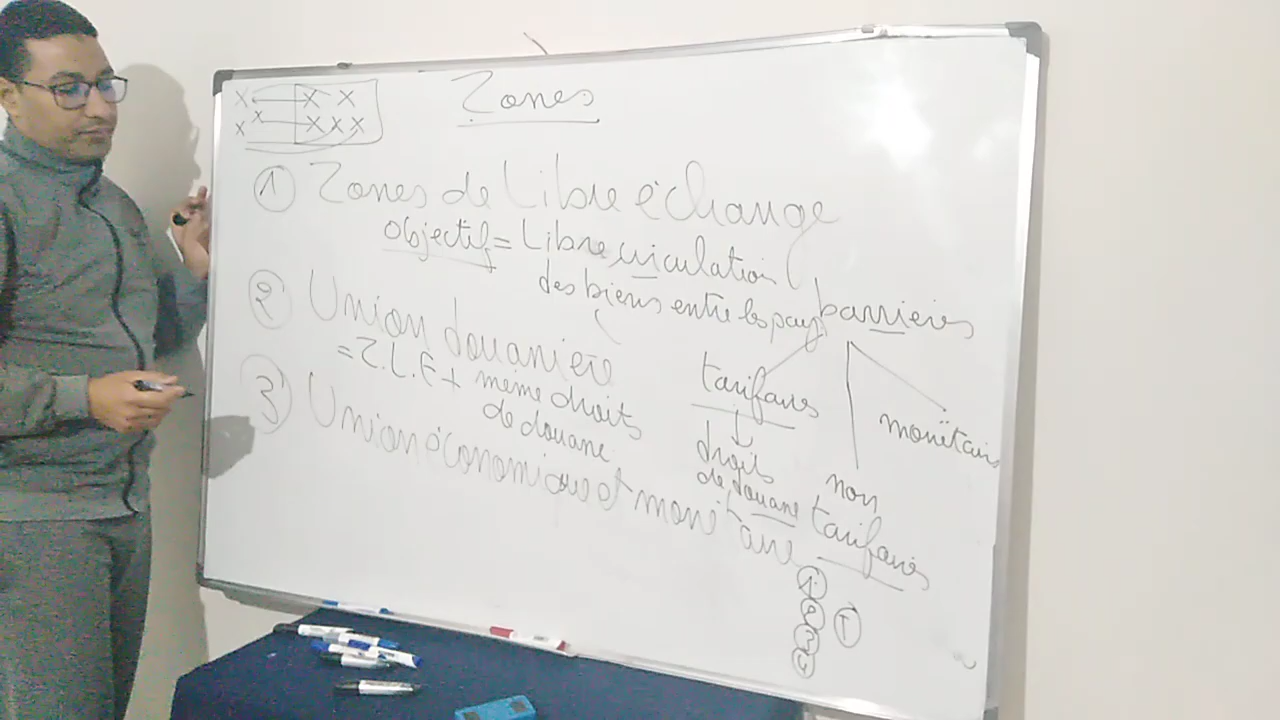 X X X
X X X X X
Zones
① Zones de Libre échange
Objectif = Libre circulation
des biens entre les pays
barrières
tarifaires
droits
de douane
non
tarifaires
monétaires
② Union douanière
= Z.L.E + même droits
de douane
③ Union économique et monétaire